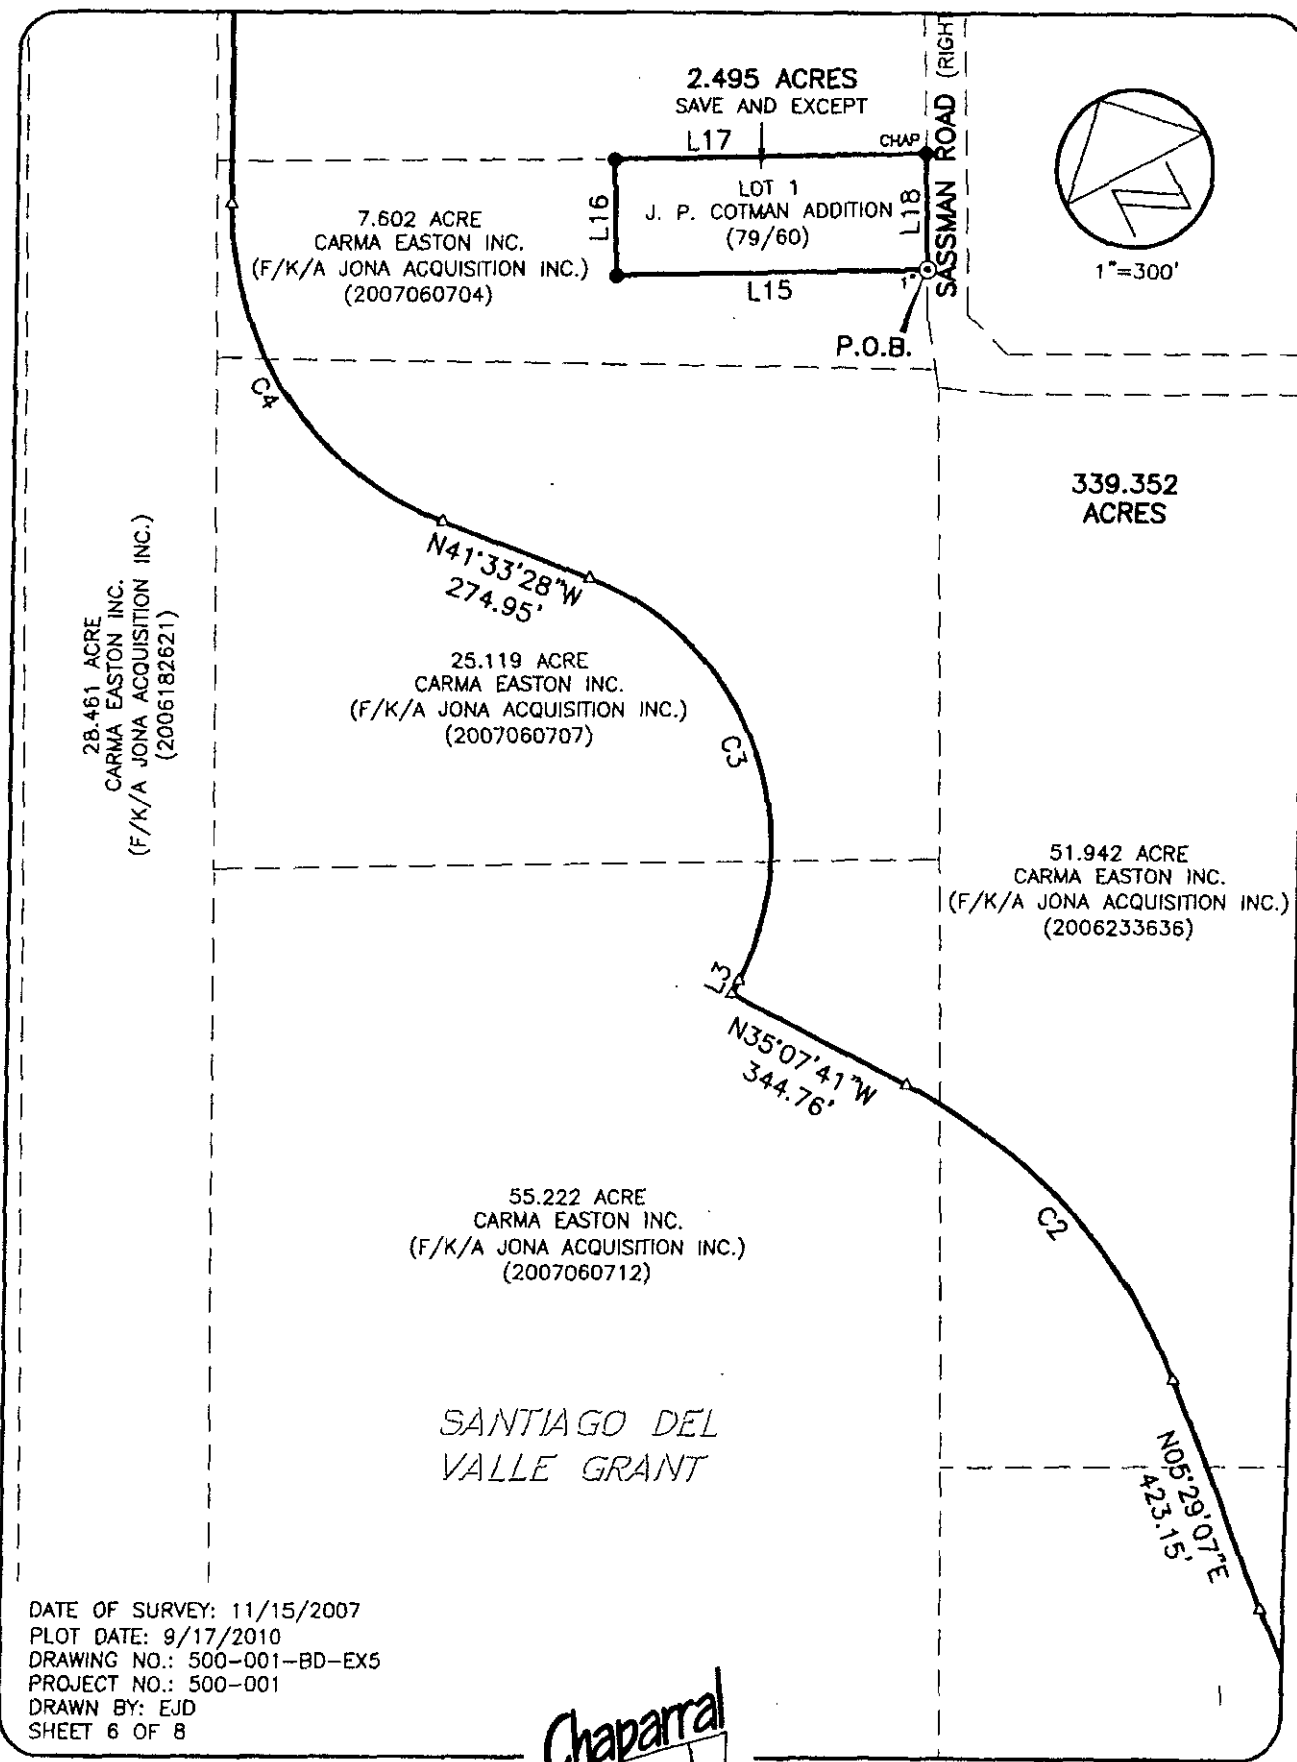 2.495 ACRES
SAVE AND EXCEPT
L17
CHAP
SASSMAN ROAD (RIGHT
L16
LOT 1
J. P. COTMAN ADDITION
(79/60)
L18
L15
1"
P.O.B.
1"=300'
7.602 ACRE
CARMA EASTON INC.
(F/K/A JONA ACQUISITION INC.)
(2007060704)
C4
339.352
ACRES
N41°33'28"W
274.95'
28.461 ACRE
CARMA EASTON INC.
(F/K/A JONA ACQUISITION INC.)
(2006182621)
25.119 ACRE
CARMA EASTON INC.
(F/K/A JONA ACQUISITION INC.)
(2007060707)
C3
51.942 ACRE
CARMA EASTON INC.
(F/K/A JONA ACQUISITION INC.)
(2006233636)
L3
N35°07'41"W
344.76'
55.222 ACRE
CARMA EASTON INC.
(F/K/A JONA ACQUISITION INC.)
(2007060712)
C2
SANTIAGO DEL
VALLE GRANT
N05°29'07"E
423.15'
DATE OF SURVEY: 11/15/2007
PLOT DATE: 9/17/2010
DRAWING NO.: 500-001-BD-EX5
PROJECT NO.: 500-001
DRAWN BY: EJD
SHEET 6 OF 8
Chaparral